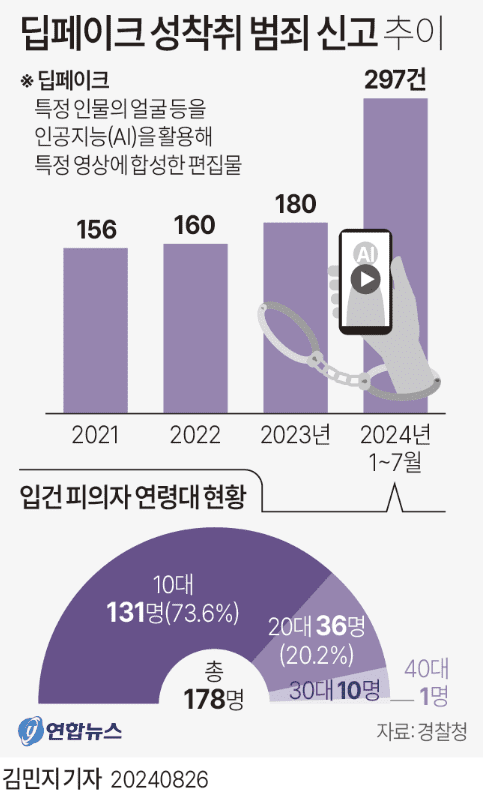 딥페이크 성착취 범죄 신고 추이
※ 딥페이크
특정 인물의 얼굴 등을
인공지능(AI)을 활용해
특정 영상에 합성한 편집물
297건
156
160
180
AI
2021
2022
2023년
2024년
1~7월
입건 피의자 연령대 현황
10대
131명(73.6%)
20대 36명
(20.2%)
30대 10명
40대
1명
총
178명
연합뉴스
자료:경찰청
김민지 기자 20240826